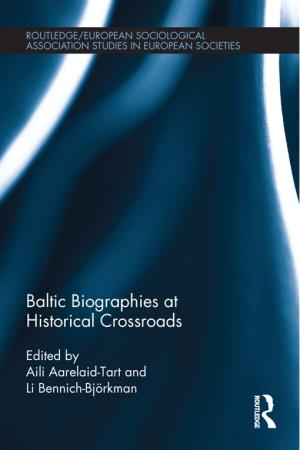 ROUTLEDGE/EUROPEAN SOCIOLOGICAL
ASSOCIATION STUDIES IN EUROPEAN SOCIETIES
Baltic Biographies at
Historical Crossroads
Edited by
Aili Aarelaid-Tart and
Li Bennich-Björkman
ROUTLEDGE